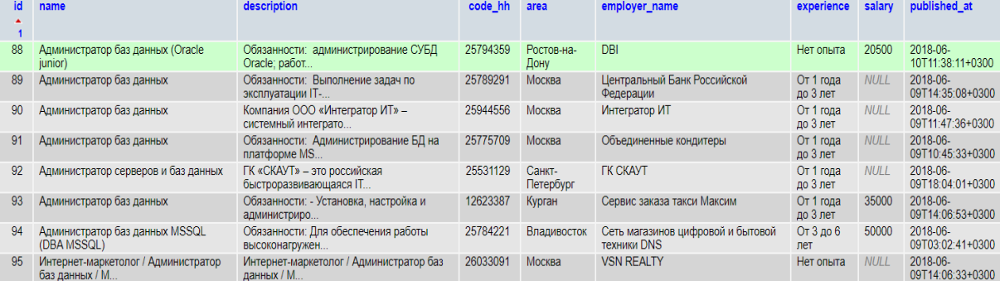 id name description code_hh area employer_name experience salary published_at
1
88 Администратор баз данных (Oracle Обязанности: администрирование СУБД 25794359 Ростов-на- DBI Нет опыта 20500 2018-06-
junior) Oracle; работ... Дону 10T11:38:11+0300
89 Администратор баз данных Обязанности: Выполнение задач по 25789291 Москва Центральный Банк Российской От 1 года NULL 2018-06-
эксплуатации IT-... Федерации до 3 лет 09T14:35:08+0300
90 Администратор баз данных Компания ООО «Интегратор ИТ» – 25944556 Москва Интегратор ИТ От 1 года NULL 2018-06-
системный интеграто... до 3 лет 09T11:47:36+0300
91 Администратор баз данных Обязанности: Администрирование БД на 25775709 Москва Объединенные кондитеры От 1 года NULL 2018-06-
платформе MS... до 3 лет 09T10:45:33+0300
92 Администратор серверов и баз данных ГК «СКАУТ» – это российская 25531129 Санкт- ГК СКАУТ От 1 года NULL 2018-06-
быстроразвивающаяся IT... Петербург до 3 лет 09T18:04:01+0300
93 Администратор баз данных Обязанности: - Установка, настройка и 12623387 Курган Сервис заказа такси Максим От 1 года 35000 2018-06-
администриро... до 3 лет 09T14:06:53+0300
94 Администратор баз данных MSSQL Обязанности: Для обеспечения работы 25784221 Владивосток Сеть магазинов цифровой и бытовой От 3 до 6 50000 2018-06-
(DBA MSSQL) высоконагружен... техники DNS лет 09T03:02:41+0300
95 Интернет-маркетолог / Администратор Интернет-маркетолог / Администратор баз 26033091 Москва VSN REALTY Нет опыта NULL 2018-06-
баз данных / М... данных / М... 09T14:06:33+0300